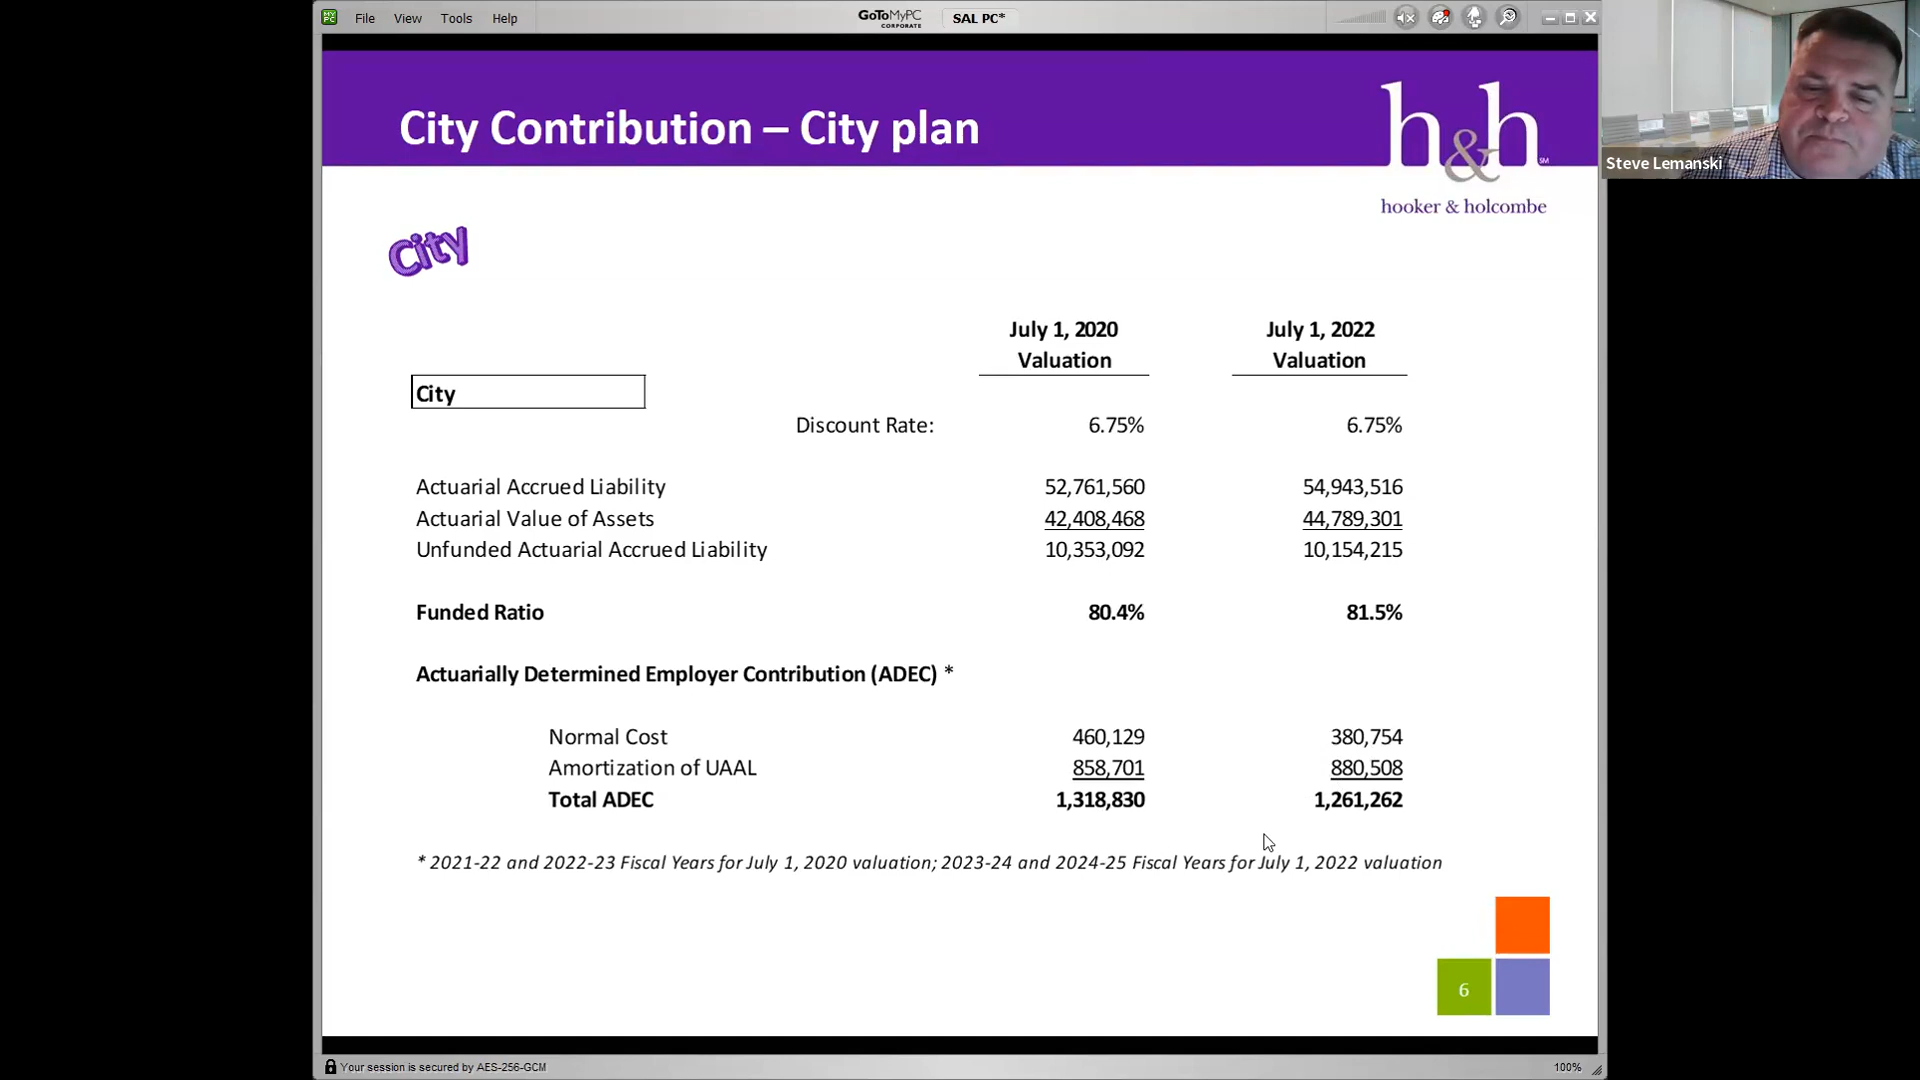 File View Tools Help
GoToMyPC
CORPORATE
SAL PC*
City Contribution – City plan
h&h
SM
hooker & holcombe
Steve Lemanski
City
July 1, 2020 July 1, 2022
Valuation Valuation
City
Discount Rate: 6.75% 6.75%
Actuarial Accrued Liability 52,761,560 54,943,516
Actuarial Value of Assets 42,408,468 44,789,301
Unfunded Actuarial Accrued Liability 10,353,092 10,154,215
Funded Ratio 80.4% 81.5%
Actuarially Determined Employer Contribution (ADEC) *
Normal Cost 460,129 380,754
Amortization of UAAL 858,701 880,508
Total ADEC 1,318,830 1,261,262
* 2021-22 and 2022-23 Fiscal Years for July 1, 2020 valuation; 2023-24 and 2024-25 Fiscal Years for July 1, 2022 valuation
6
Your session is secured by AES-256-GCM 100%